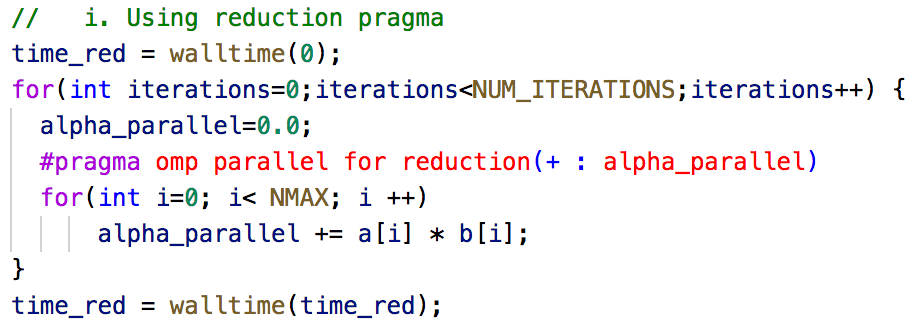 //   i. Using reduction pragma
time_red = walltime(0);
for(int iterations=0;iterations<NUM_ITERATIONS;iterations++) {
  alpha_parallel=0.0;
  #pragma omp parallel for reduction(+ : alpha_parallel)
  for(int i=0; i< NMAX; i ++)
      alpha_parallel += a[i] * b[i];
}
time_red = walltime(time_red);